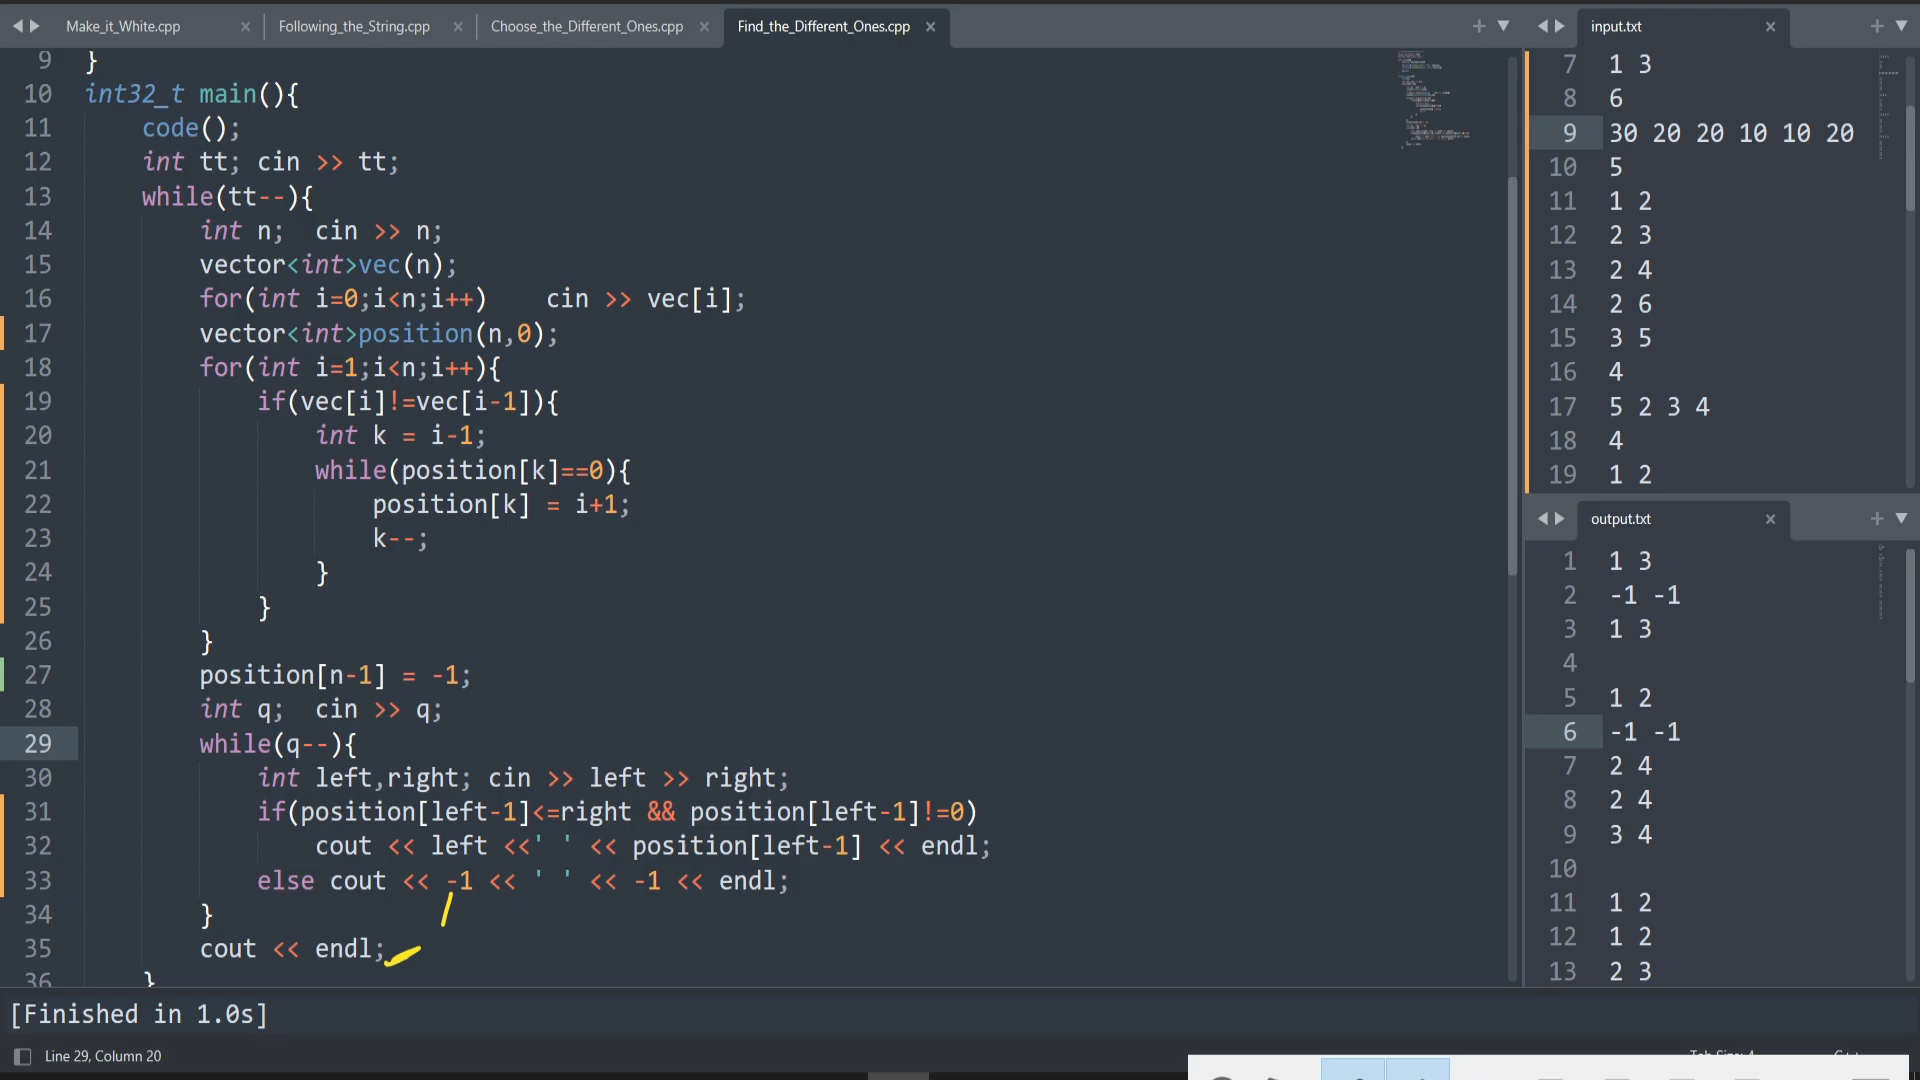 Make_it_White.cpp × Following_the_String.cpp × Choose_the_Different_Ones.cpp × Find_the_Different_Ones.cpp × +
9 }
10 int32_t main(){
11 code();
12 int tt; cin >> tt;
13 while(tt--){
14 int n; cin >> n;
15 vector<int>vec(n);
16 for(int i=0;i<n;i++) cin >> vec[i];
17 vector<int>position(n,0);
18 for(int i=1;i<n;i++){
19 if(vec[i]!=vec[i-1]){
20 int k = i-1;
21 while(position[k]==0){
22 position[k] = i+1;
23 k--;
24 }
25 }
26 }
27 position[n-1] = -1;
28 int q; cin >> q;
29 while(q--){
30 int left,right; cin >> left >> right;
31 if(position[left-1]<=right && position[left-1]!=0)
32 cout << left <<' ' << position[left-1] << endl;
33 else cout << -1 << ' ' << -1 << endl;
34 }
35 cout << endl;
36 }
[Finished in 1.0s]
Line 29, Column 20
input.txt × +
7 1 3
8 6
9 30 20 20 10 10 20
10 5
11 1 2
12 2 3
13 2 4
14 2 6
15 3 5
16 4
17 5 2 3 4
18 4
19 1 2
output.txt × +
1 1 3
2 -1 -1
3 1 3
4
5 1 2
6 -1 -1
7 2 4
8 2 4
9 3 4
10
11 1 2
12 1 2
13 2 3